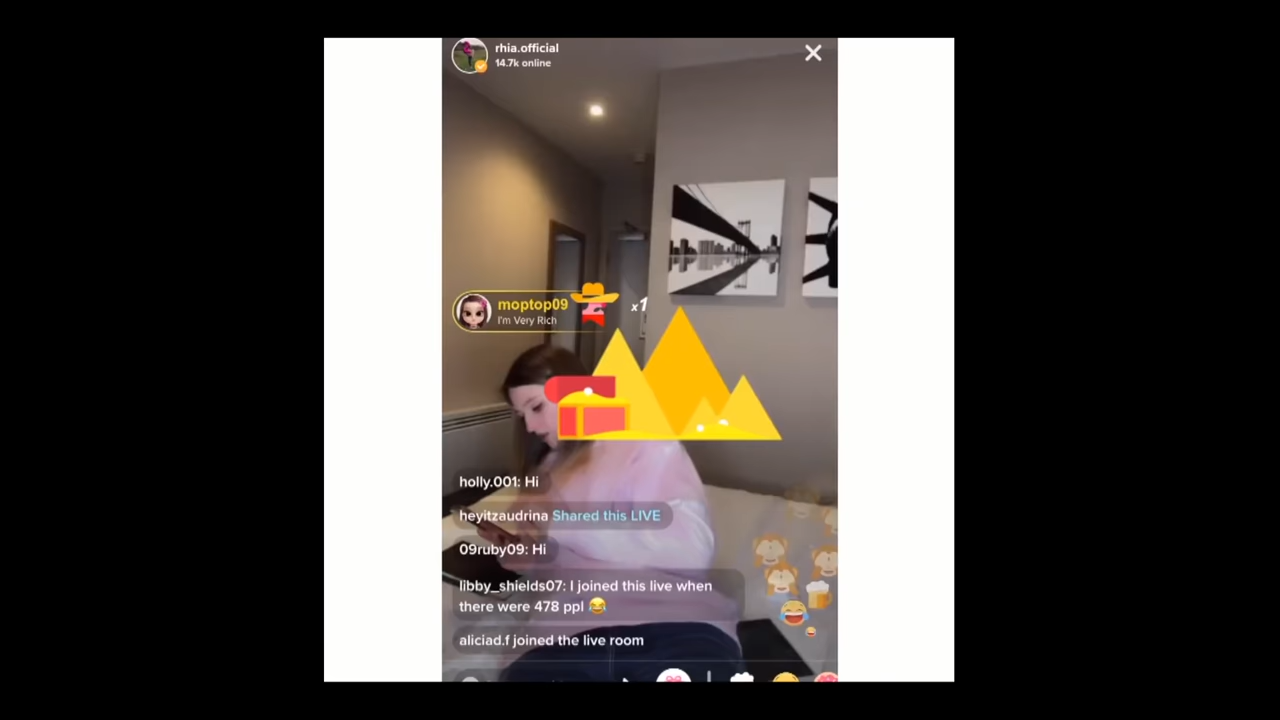 rhia.official
14.7k online
moptop09
I'm Very Rich
x1
holly.001: Hi
heyitzaudrina Shared this LIVE
09ruby09: Hi
libby_shields07: I joined this live when
there were 478 ppl 😂
aliciad.f joined the live room